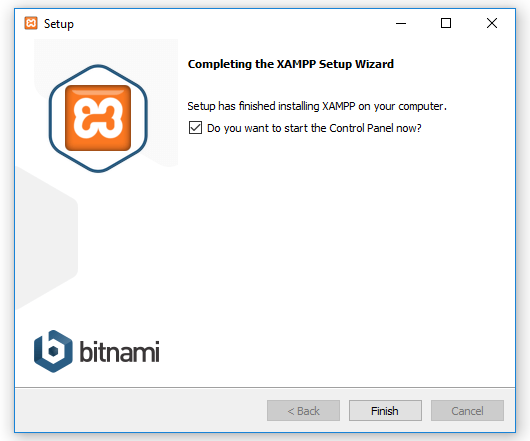 Setup
Completing the XAMPP Setup Wizard
Setup has finished installing XAMPP on your computer.
Do you want to start the Control Panel now?
bitnami
< Back
Finish
Cancel